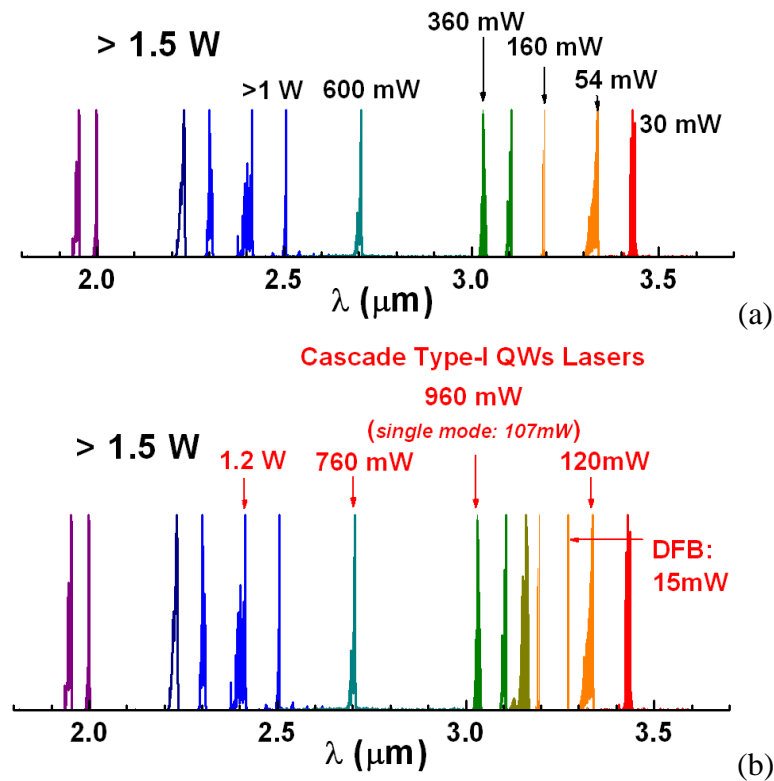 360 mW
> 1.5 W
160 mW
>1 W
600 mW
54 mW
30 mW
2.0 2.5 3.0 3.5
λ (μm)
(a)
Cascade Type-I QWs Lasers
960 mW
(single mode: 107mW)
> 1.5 W
1.2 W
760 mW
120mW
DFB:
15mW
2.0 2.5 3.0 3.5
λ (μm)
(b)